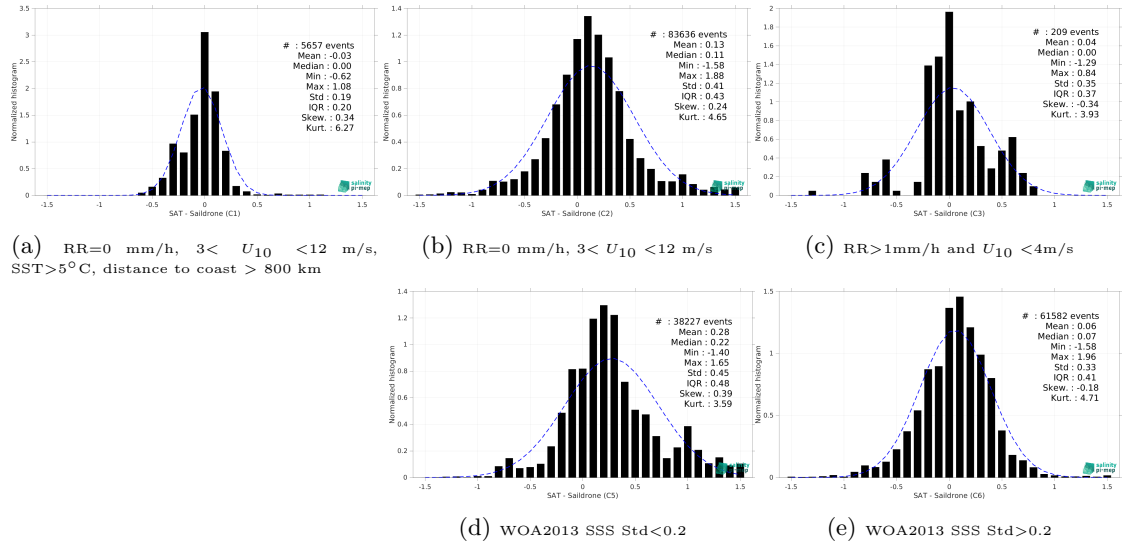 3.5
3
2.5
2
1.5
1
0.5
0
Normalized histogram
# : 5657 events
Mean : -0.03
Median : 0.00
Min : -0.62
Max : 1.08
Std : 0.19
IQR : 0.20
Skew. : 0.34
Kurt. : 6.27
salinity
pi-mep
-1.5 -1 -0.5 0 0.5 1 1.5
SAT - Saildrone (C1)
(a) RR=0 mm/h, 3< U10 <12 m/s,
SST>5°C, distance to coast > 800 km
1.4
1.2
1
0.8
0.6
0.4
0.2
0
Normalized histogram
# : 83636 events
Mean : 0.13
Median : 0.11
Min : -1.58
Max : 1.88
Std : 0.41
IQR : 0.43
Skew. : 0.24
Kurt. : 4.65
salinity
pi-mep
-1.5 -1 -0.5 0 0.5 1 1.5
SAT - Saildrone (C2)
(b) RR=0 mm/h, 3< U10 <12 m/s
2
1.8
1.6
1.4
1.2
1
0.8
0.6
0.4
0.2
0
Normalized histogram
# : 209 events
Mean : 0.04
Median : 0.00
Min : -1.29
Max : 0.84
Std : 0.35
IQR : 0.37
Skew. : -0.34
Kurt. : 3.93
salinity
pi-mep
-1.5 -1 -0.5 0 0.5 1 1.5
SAT - Saildrone (C3)
(c) RR>1mm/h and U10 <4m/s
1.4
1.2
1
0.8
0.6
0.4
0.2
0
Normalized histogram
# : 38227 events
Mean : 0.28
Median : 0.22
Min : -1.40
Max : 1.65
Std : 0.45
IQR : 0.48
Skew. : 0.39
Kurt. : 3.59
salinity
pi-mep
-1.5 -1 -0.5 0 0.5 1 1.5
SAT - Saildrone (C5)
(d) WOA2013 SSS Std<0.2
1.5
1
0.5
0
Normalized histogram
# : 61582 events
Mean : 0.06
Median : 0.07
Min : -1.58
Max : 1.96
Std : 0.33
IQR : 0.41
Skew. : -0.18
Kurt. : 4.71
salinity
pi-mep
-1.5 -1 -0.5 0 0.5 1 1.5
SAT - Saildrone (C6)
(e) WOA2013 SSS Std>0.2